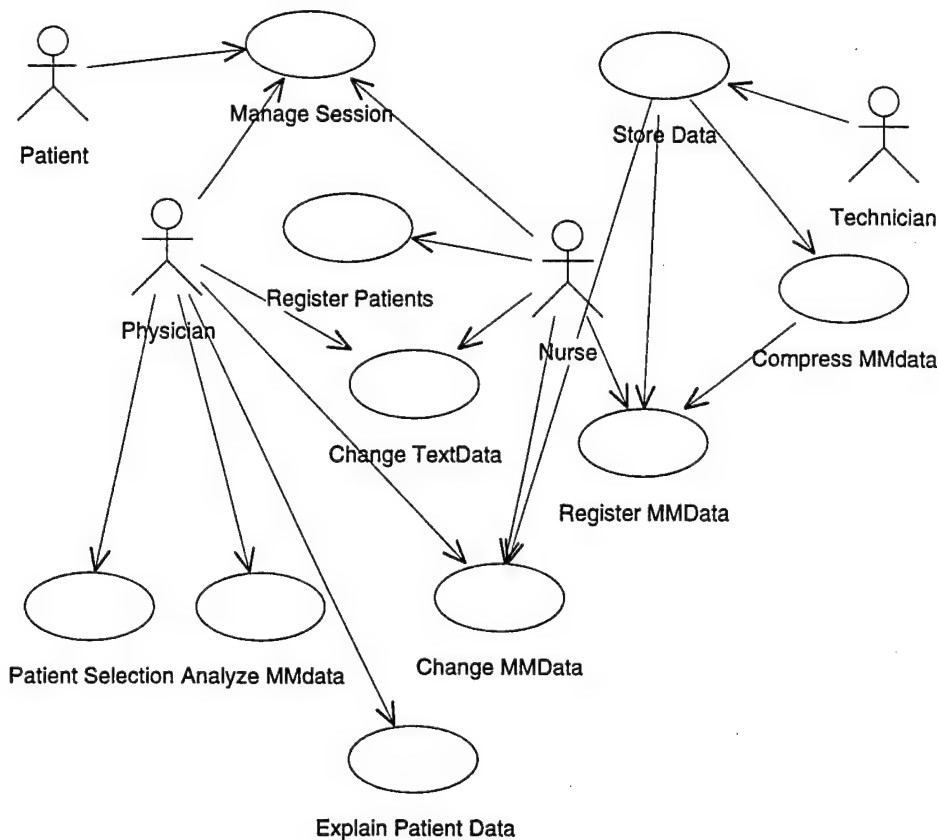 Manage Session
Store Data
Patient
Technician
Register Patients
Physician
Nurse
Compress MMdata
Change TextData
Register MMData
Patient Selection
Analyze MMdata
Change MMData
Explain Patient Data